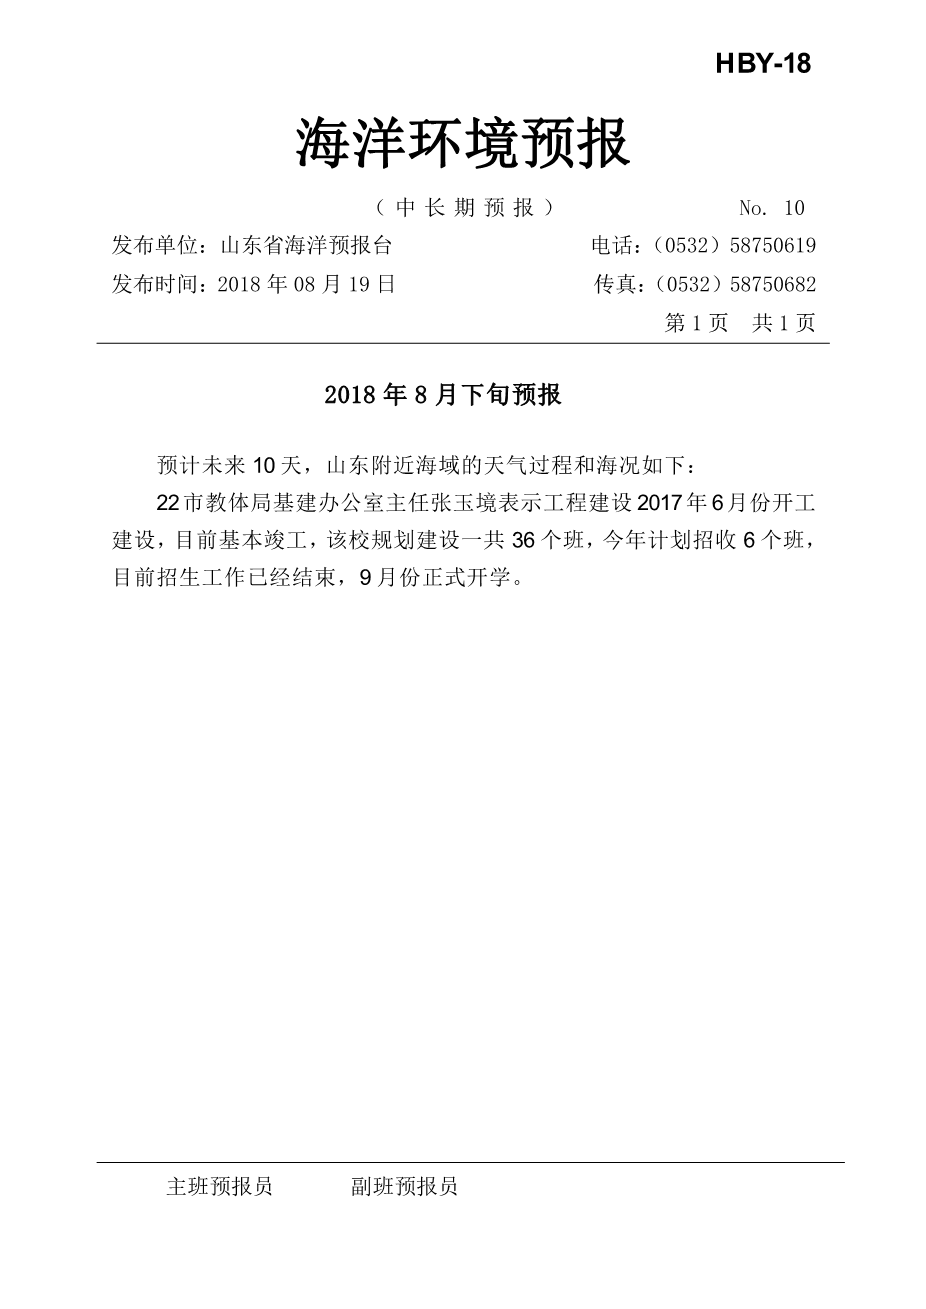 HBY-18
海洋环境预报
（中长期预报） No. 10
发布单位：山东省海洋预报台 电话：（0532）58750619
发布时间：2018 年 08 月 19 日 传真：（0532）58750682
第 1 页 共 1 页
2018 年 8 月下旬预报
预计未来 10 天，山东附近海域的天气过程和海况如下：
22 市教体局基建办公室主任张玉境表示工程建设 2017 年 6 月份开工
建设，目前基本竣工，该校规划建设一共 36 个班，今年计划招收 6 个班，
目前招生工作已经结束，9 月份正式开学。
主班预报员 副班预报员